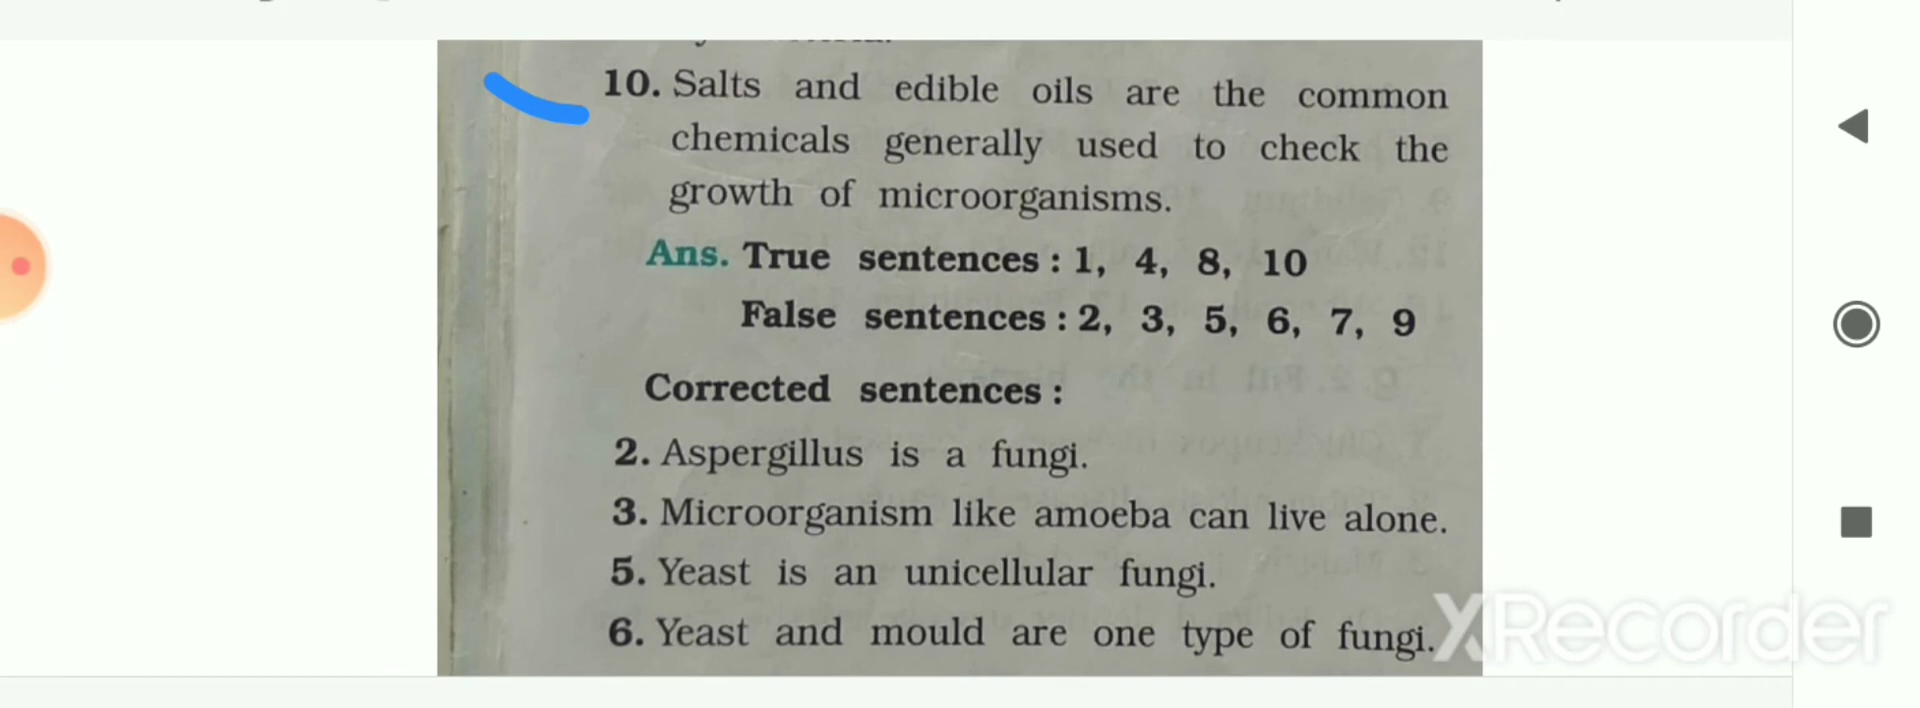 10. Salts and edible oils are the common
chemicals generally used to check the
growth of microorganisms.
Ans. True sentences : 1, 4, 8, 10
False sentences : 2, 3, 5, 6, 7, 9
Corrected sentences :
2. Aspergillus is a fungi.
3. Microorganism like amoeba can live alone.
5. Yeast is an unicellular fungi.
6. Yeast and mould are one type of fungi.
XRecorder